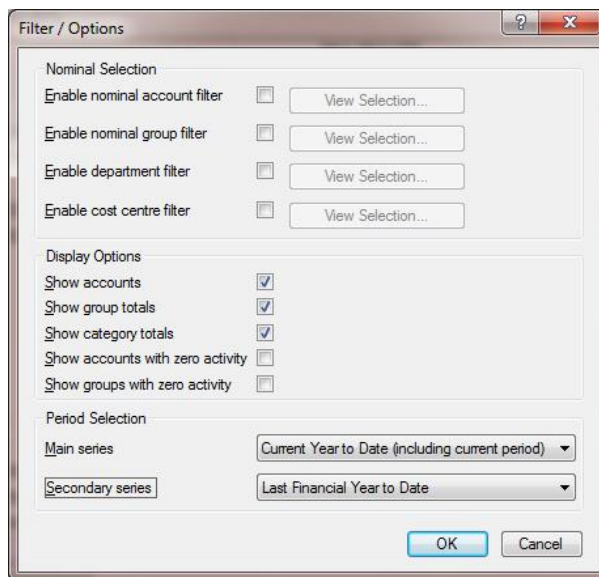 Filter / Options
?
X
Nominal Selection
Enable nominal account filter
View Selection...
Enable nominal group filter
View Selection...
Enable department filter
View Selection...
Enable cost centre filter
View Selection...
Display Options
Show accounts
Show group totals
Show category totals
Show accounts with zero activity
Show groups with zero activity
Period Selection
Main series
Current Year to Date (including current period)
Secondary series
Last Financial Year to Date
OK
Cancel